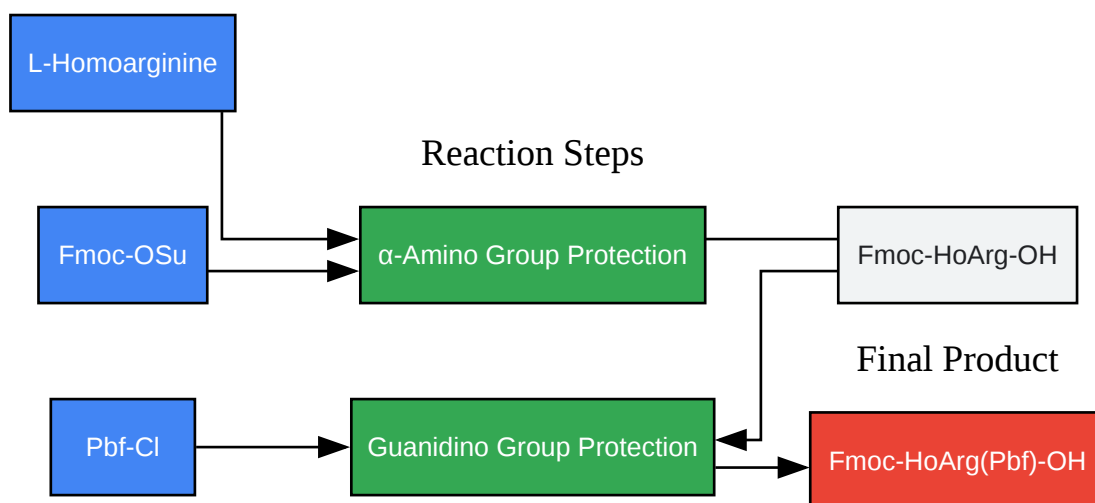 L-Homoarginine
Reaction Steps
Fmoc-OSu
α-Amino Group Protection
Fmoc-HoArg-OH
Final Product
Pbf-Cl
Guanidino Group Protection
Fmoc-HoArg(Pbf)-OH